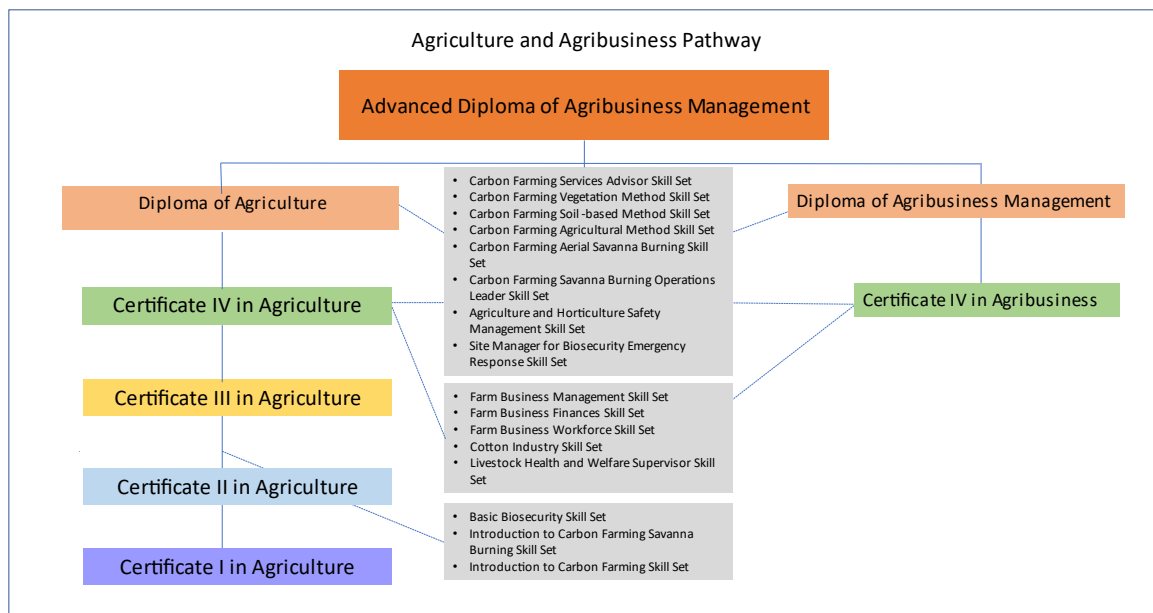 Agriculture and Agribusiness Pathway
Advanced Diploma of Agribusiness Management
Diploma of Agriculture
• Carbon Farming Services Advisor Skill Set
• Carbon Farming Vegetation Method Skill Set
• Carbon Farming Soil -based Method Skill Set
• Carbon Farming Agricultural Method Skill Set
• Carbon Farming Aerial Savanna Burning Skill
Set
• Carbon Farming Savanna Burning Operations
Leader Skill Set
• Agriculture and Horticulture Safety
Management Skill Set
• Site Manager for Biosecurity Emergency
Response Skill Set
Diploma of Agribusiness Management
Certificate IV in Agriculture
Certificate IV in Agribusiness
Certificate III in Agriculture
• Farm Business Management Skill Set
• Farm Business Finances Skill Set
• Farm Business Workforce Skill Set
• Cotton Industry Skill Set
• Livestock Health and Welfare Supervisor Skill
Set
Certificate II in Agriculture
• Basic Biosecurity Skill Set
• Introduction to Carbon Farming Savanna
Burning Skill Set
• Introduction to Carbon Farming Skill Set
Certificate I in Agriculture